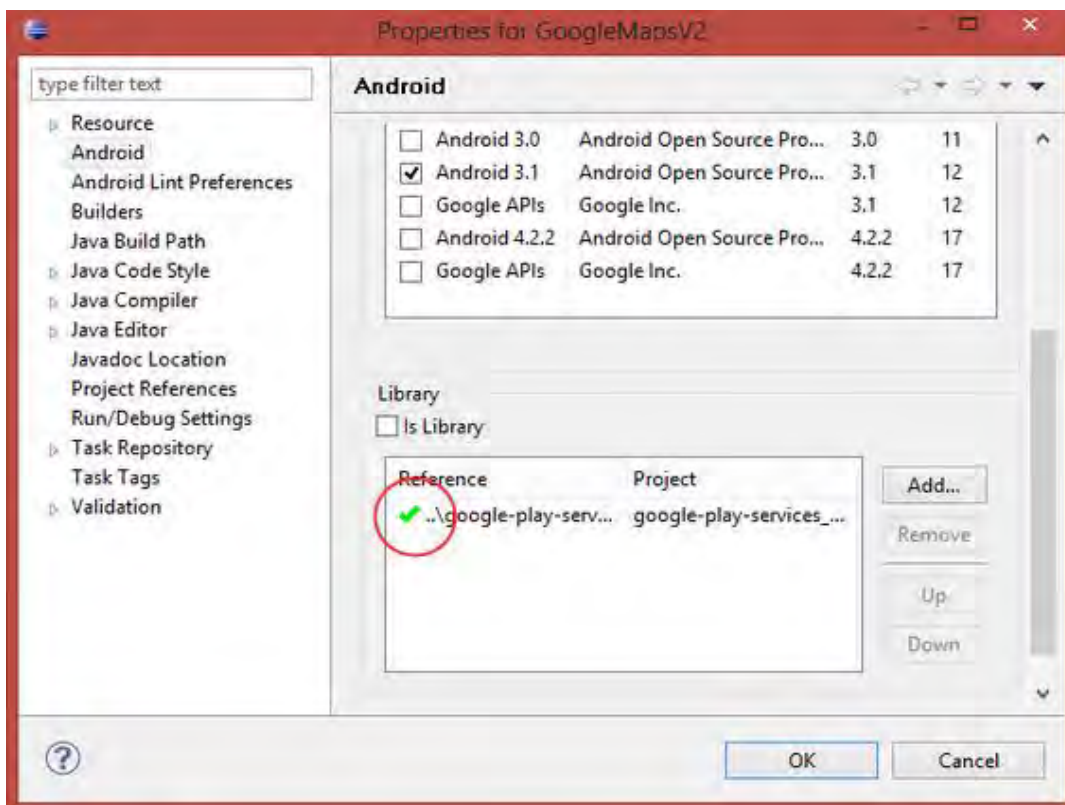 Properties for GoogleMapsV2
type filter text
Resource
Android
Android Lint Preferences
Builders
Java Build Path
Java Code Style
Java Compiler
Java Editor
Javadoc Location
Project References
Run/Debug Settings
Task Repository
Task Tags
Validation
Android
Android 3.0 Android Open Source Pro... 3.0 11
Android 3.1 Android Open Source Pro... 3.1 12
Google APIs Google Inc. 3.1 12
Android 4.2.2 Android Open Source Pro... 4.2.2 17
Google APIs Google Inc. 4.2.2 17
Library
Is Library
Reference Project
..\google-play-serv... google-play-services_...
Add...
Remove
Up
Down
?
OK Cancel